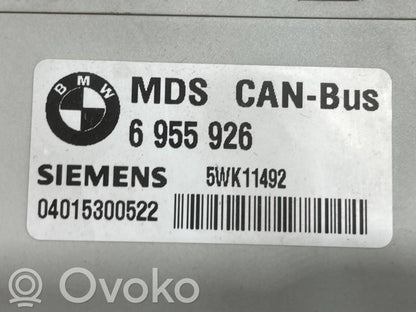 BMW
MDS CAN-Bus
6 955 926
SIEMENS 5WK11492
04015300522
© Ovoko